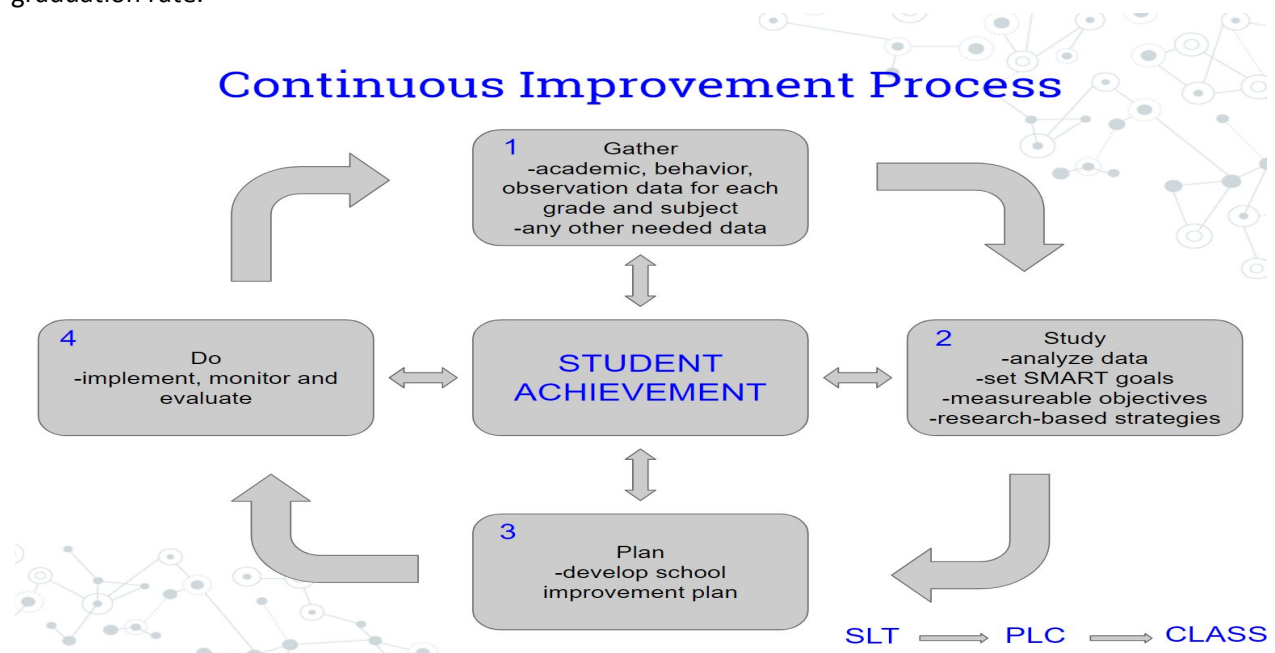 graduation rate.
Continuous Improvement Process
1
Gather
-academic, behavior,
observation data for each
grade and subject
-any other needed data
4
Do
-implement, monitor and
evaluate
STUDENT
ACHIEVEMENT
2
Study
-analyze data
-set SMART goals
-measureable objectives
-research-based strategies
3
Plan
-develop school
improvement plan
SLT PLC CLASS